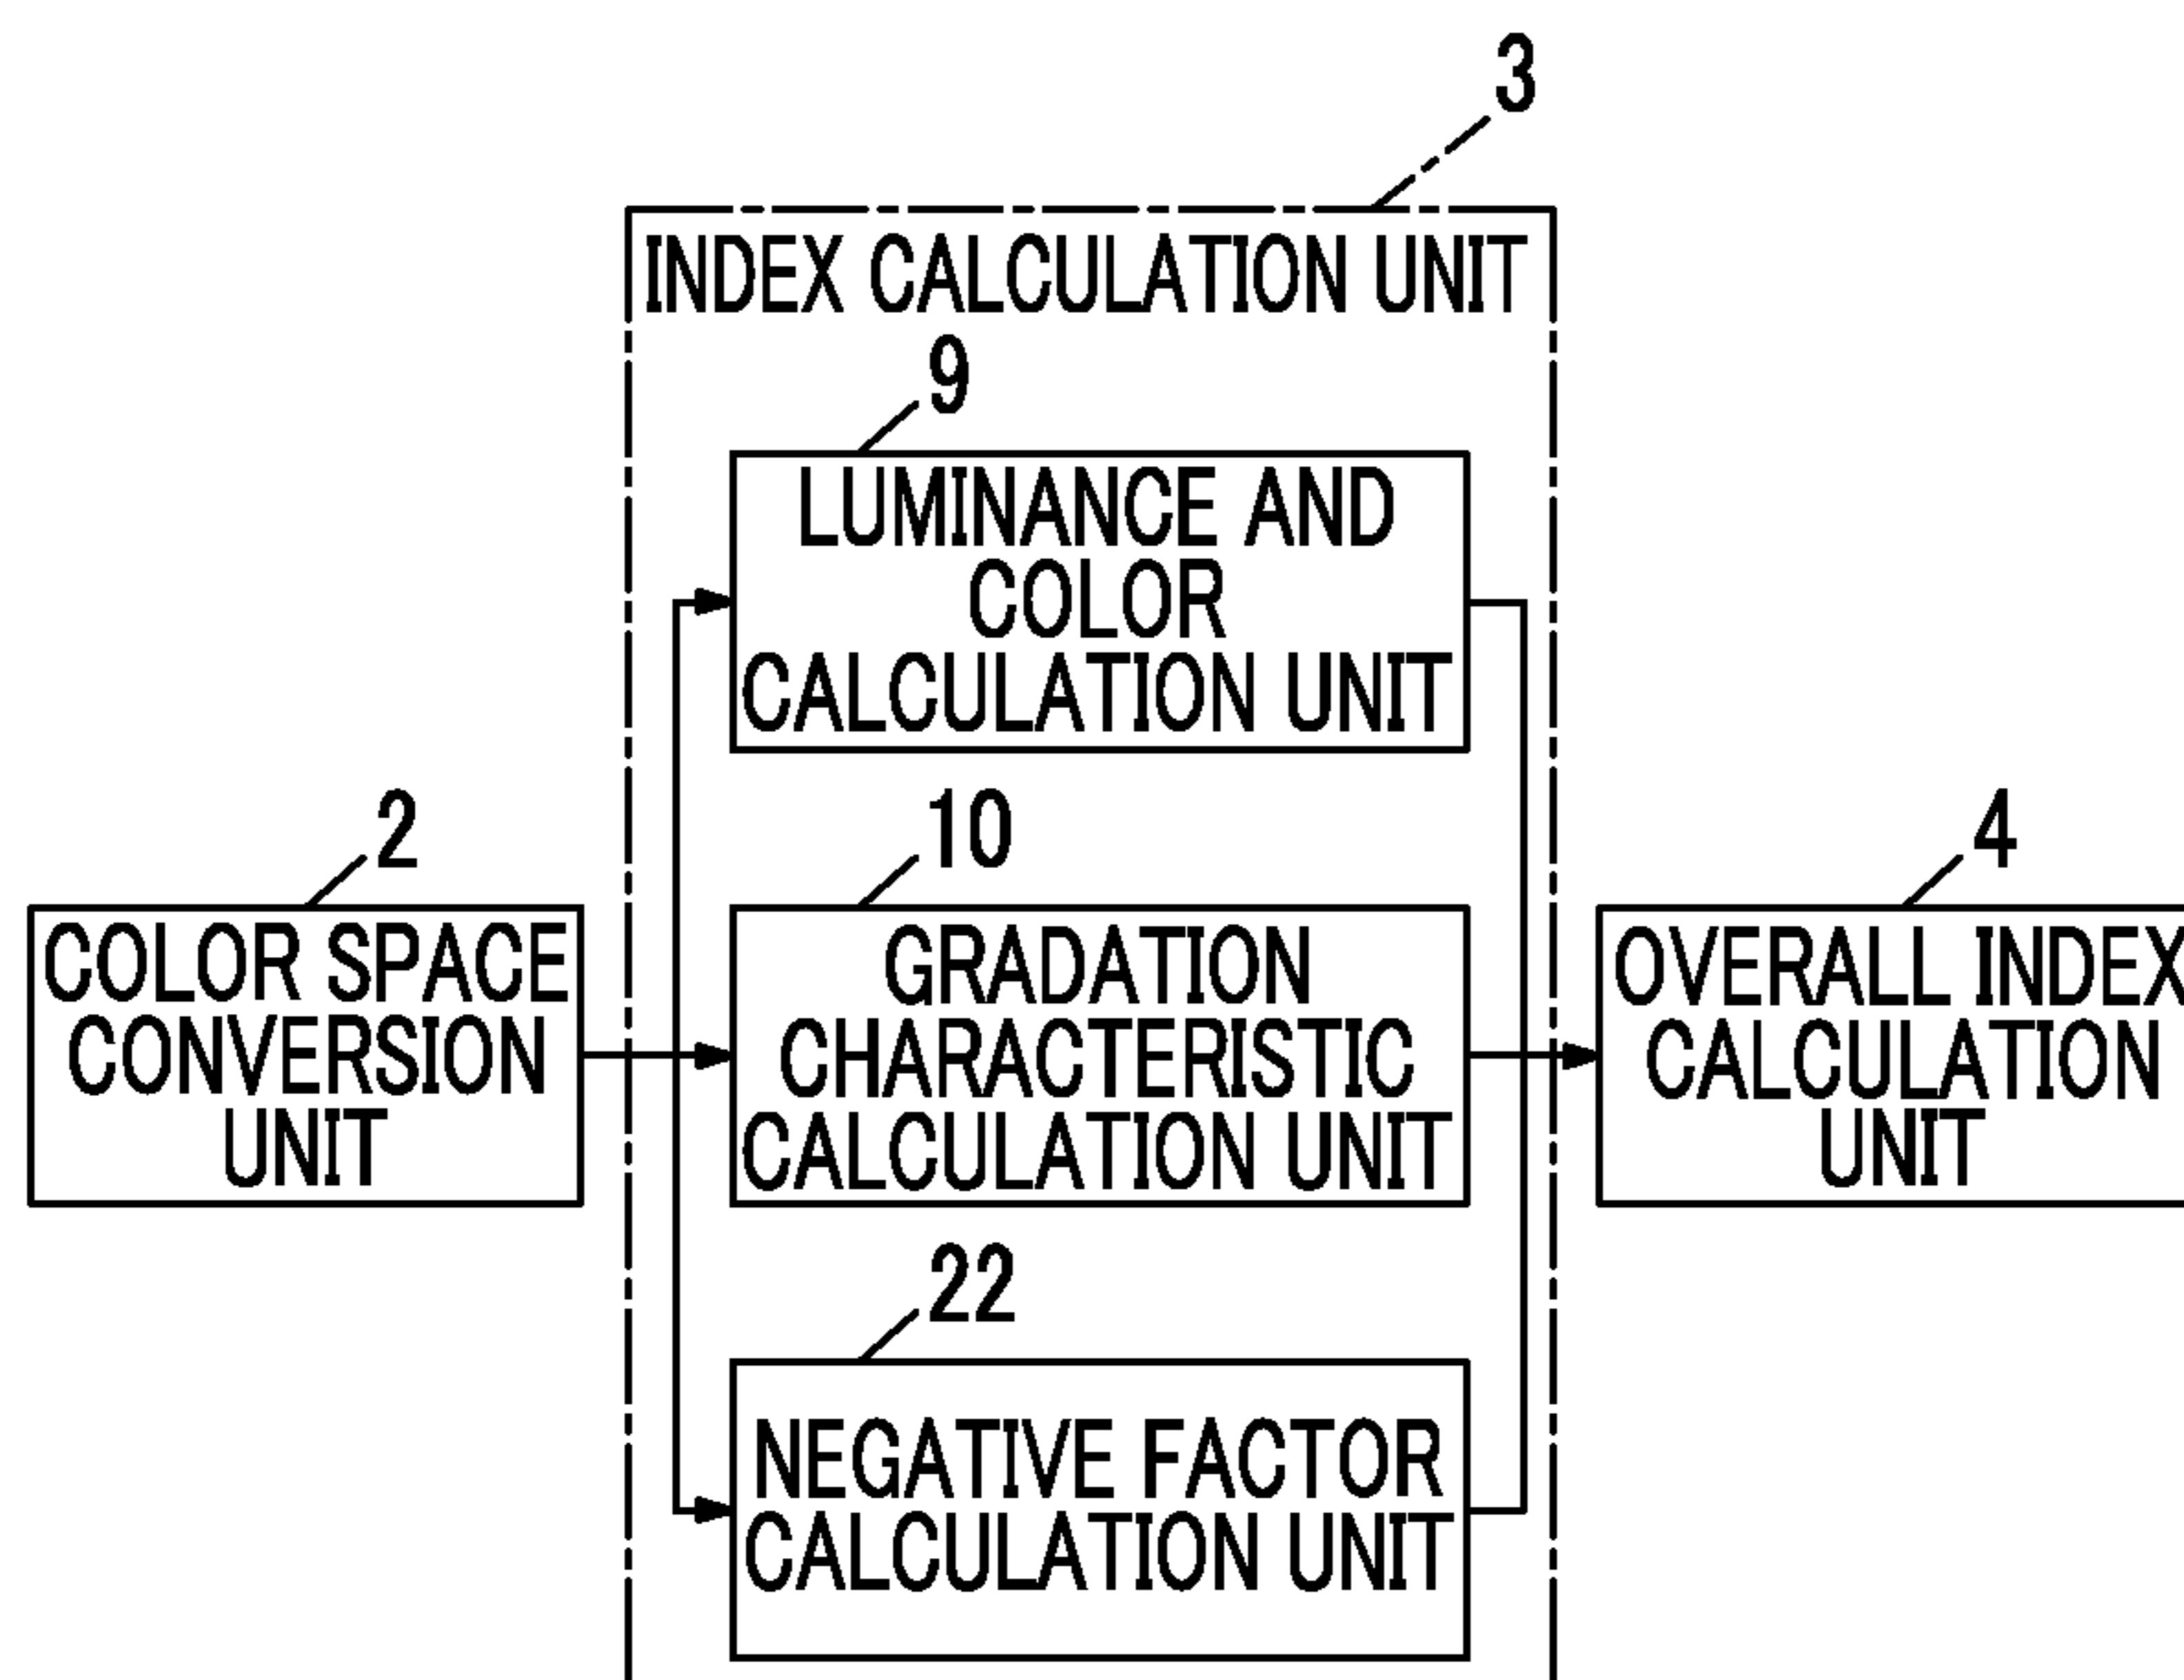 3
INDEX CALCULATION UNIT
9
LUMINANCE AND
COLOR
CALCULATION UNIT
2
COLOR SPACE
CONVERSION
UNIT
10
GRADATION
CHARACTERISTIC
CALCULATION UNIT
4
OVERALL INDEX
CALCULATION
UNIT
22
NEGATIVE FACTOR
CALCULATION UNIT